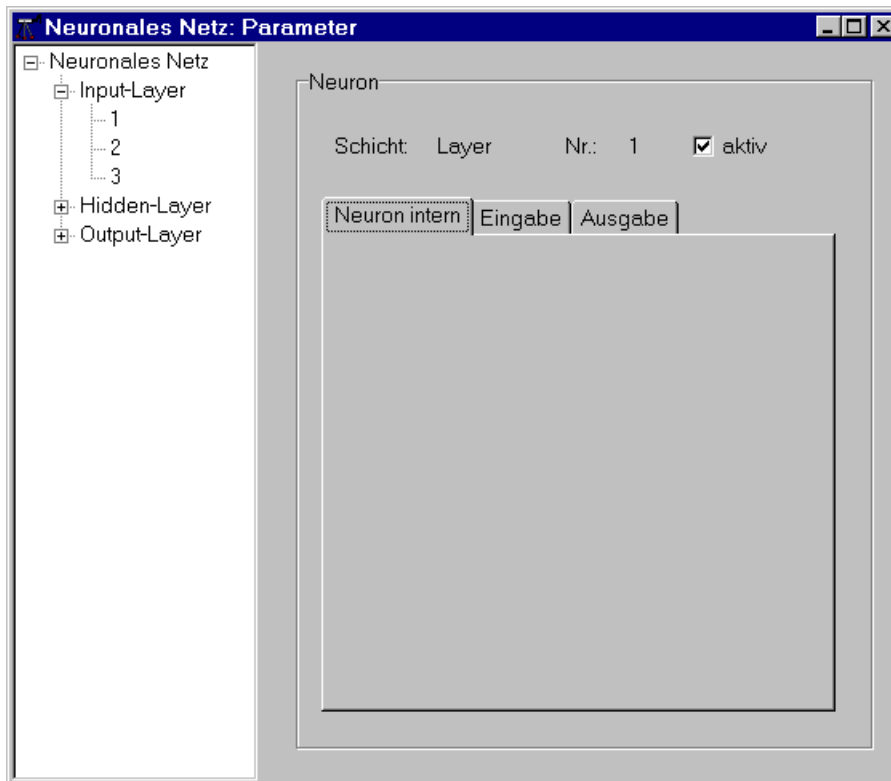 Neuronales Netz: Parameter
Neuronales Netz
Input-Layer
1
2
3
Hidden-Layer
Output-Layer
Neuron
Schicht: Layer Nr.: 1 aktiv
Neuron intern Eingabe Ausgabe